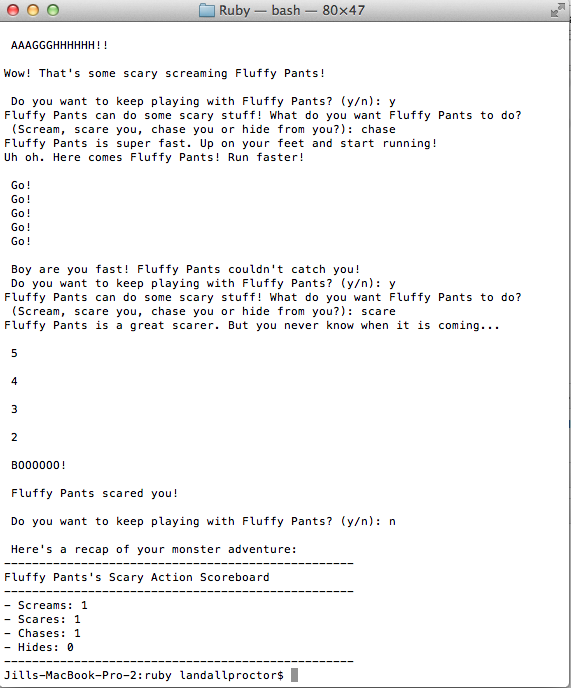 Ruby — bash — 80×47
AAAGGGHHHHHH!!
Wow! That's some scary screaming Fluffy Pants!
Do you want to keep playing with Fluffy Pants? (y/n): y
Fluffy Pants can do some scary stuff! What do you want Fluffy Pants to do?
(Scream, scare you, chase you or hide from you?): chase
Fluffy Pants is super fast. Up on your feet and start running!
Uh oh. Here comes Fluffy Pants! Run faster!
Go!
Go!
Go!
Go!
Go!
Boy are you fast! Fluffy Pants couldn't catch you!
Do you want to keep playing with Fluffy Pants? (y/n): y
Fluffy Pants can do some scary stuff! What do you want Fluffy Pants to do?
(Scream, scare you, chase you or hide from you?): scare
Fluffy Pants is a great scarer. But you never know when it is coming...
5
4
3
2
BOOOOOO!
Fluffy Pants scared you!
Do you want to keep playing with Fluffy Pants? (y/n): n
Here's a recap of your monster adventure:
--------------------------------------------------
Fluffy Pants's Scary Action Scoreboard
--------------------------------------------------
- Screams: 1
- Scares: 1
- Chases: 1
- Hides: 0
--------------------------------------------------
Jills-MacBook-Pro-2:ruby landallproctor$